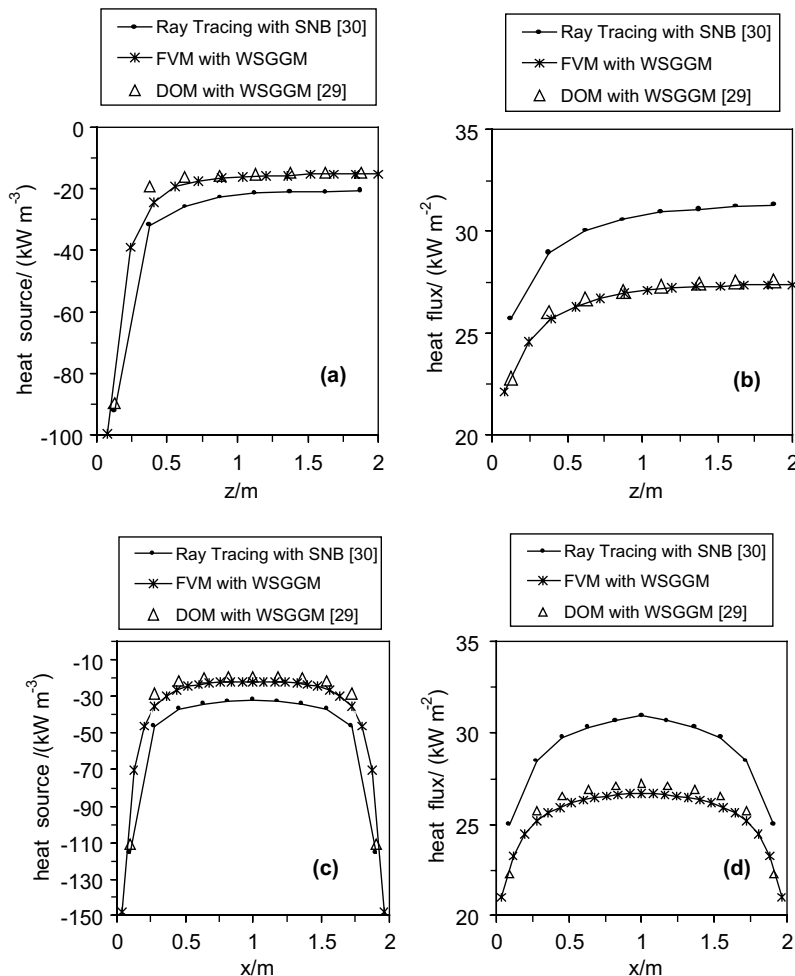 Ray Tracing with SNB [30]
FVM with WSGGM
DOM with WSGGM [29]
0
-20
-40
-60
-80
-100
heat source/ (kW m-3)
(a)
0
0.5
1
1.5
2
z/m
Ray Tracing with SNB [30]
FVM with WSGGM
DOM with WSGGM [29]
35
30
25
20
heat flux/ (kW m-2)
(b)
0
0.5
1
1.5
2
z/m
Ray Tracing with SNB [30]
FVM with WSGGM
DOM with WSGGM [29]
-10
-30
-50
-70
-90
-110
-130
-150
heat source /(kW m-3)
(c)
0
0.5
1
1.5
2
x/m
Ray Tracing with SNB [30]
FVM with WSGGM
DOM with WSGGM [29]
35
30
25
20
heat flux/ (kW m-2)
(d)
0
0.5
1
1.5
2
x/m